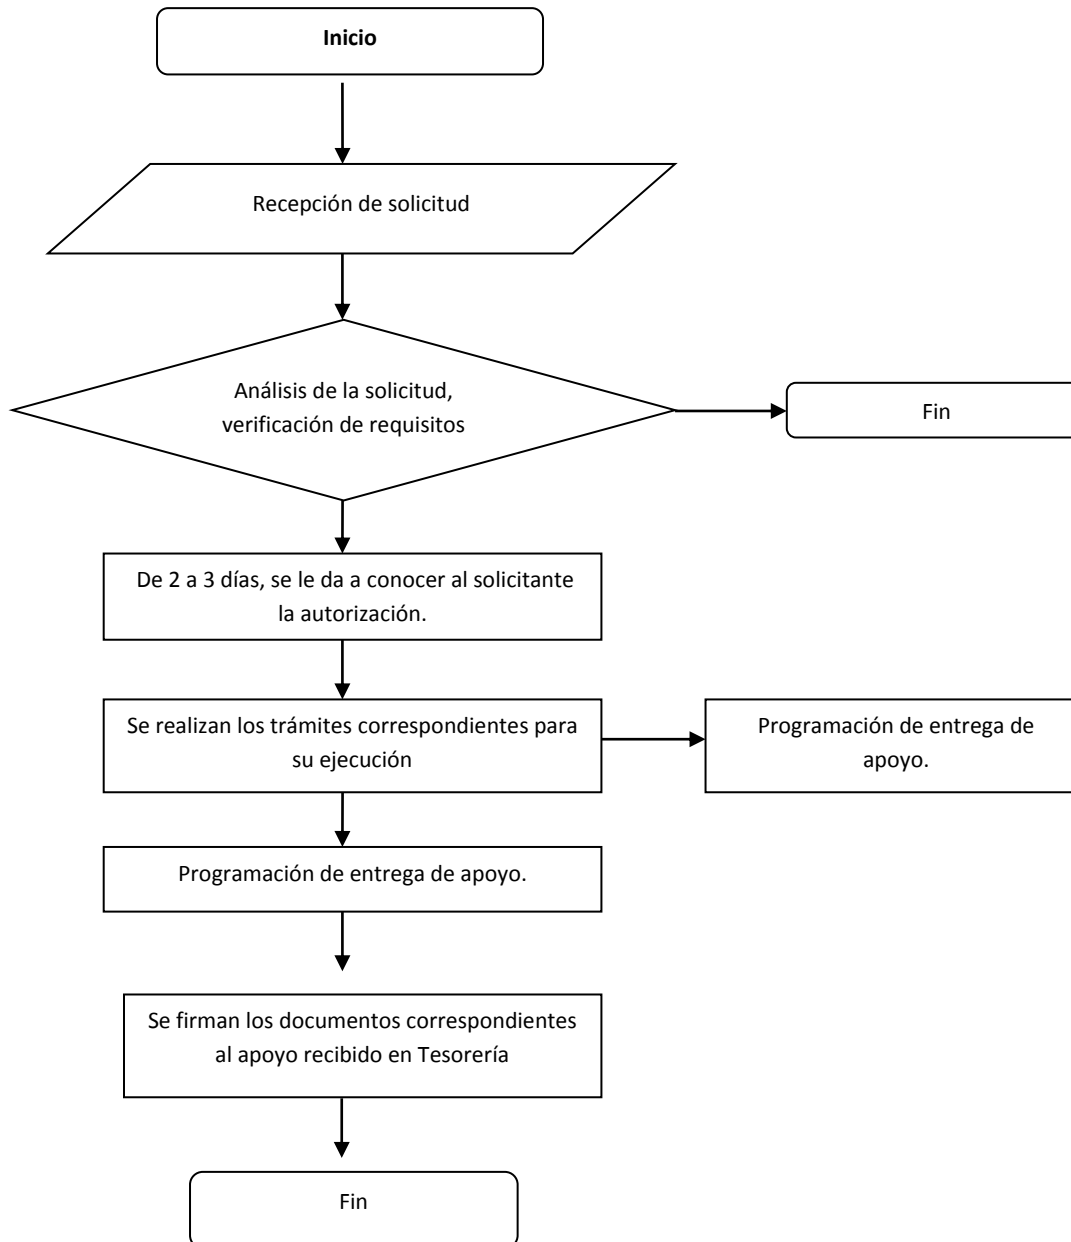 Inicio
Recepción de solicitud
Análisis de la solicitud,
verificación de requisitos
Fin
De 2 a 3 días, se le da a conocer al solicitante
la autorización.
Se realizan los trámites correspondientes para
su ejecución
Programación de entrega de
apoyo.
Programación de entrega de apoyo.
Se firman los documentos correspondientes
al apoyo recibido en Tesorería
Fin